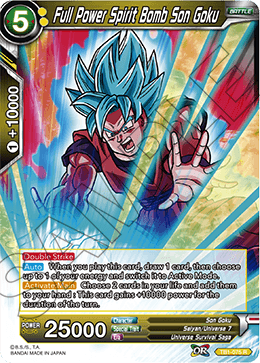 Full Power Spirit Bomb Son Goku
BATTLE
5
1 +10000
Double Strike
Auto When you play this card, draw 1 card, then choose
up to 1 of your energy and switch it to Active Mode.
Activate Main Choose 2 cards in your life and add them
to your hand : This card gains +10000 power for the
duration of the turn.
POWER
25000
Character Son Goku
Special Trait Saiyan/Universe 7
Era Universe Survival Saga
©B.S./S., T.A.
BANDAI MADE IN JAPAN
DR
TB1-075 R